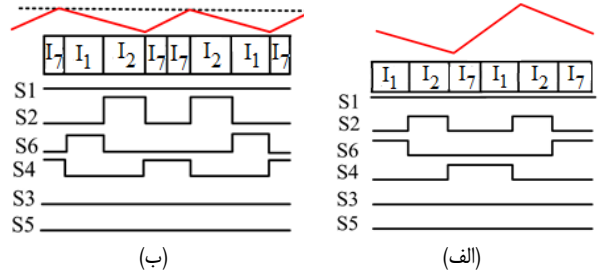 I7 I1 I2 I7 I7 I2 I1 I7
S1
S2
S6
S4
S3
S5
(ب)
I1 I2 I7 I1 I2 I7
S1
S2
S6
S4
S3
S5
(الف)